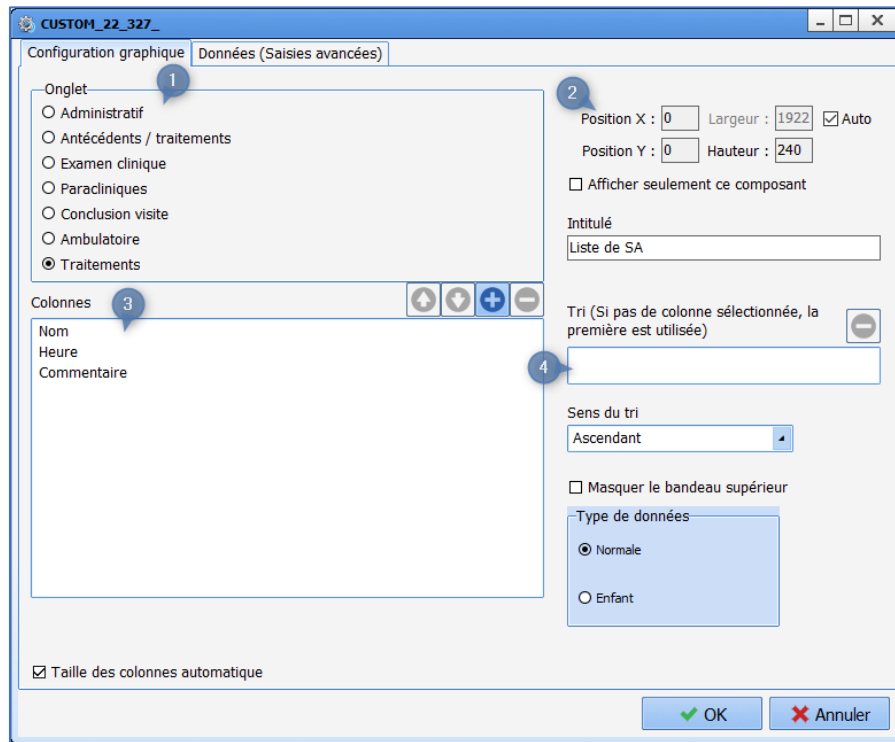 CUSTOM_22_327_
Configuration graphique
Données (Saisies avancées)
1
Onglet
Administratif
Antécédents / traitements
Examen clinique
Paracliniques
Conclusion visite
Ambulatoire
Traitements
2
Position X : 0 Largeur : 1922 Auto
Position Y : 0 Hauteur : 240
Afficher seulement ce composant
Intitulé
Liste de SA
Colonnes 3
Nom
Heure
Commentaire
Tri (Si pas de colonne sélectionnée, la
première est utilisée)
4
Sens du tri
Ascendant
Masquer le bandeau supérieur
Type de données
Normale
Enfant
Taille des colonnes automatique
OK
Annuler